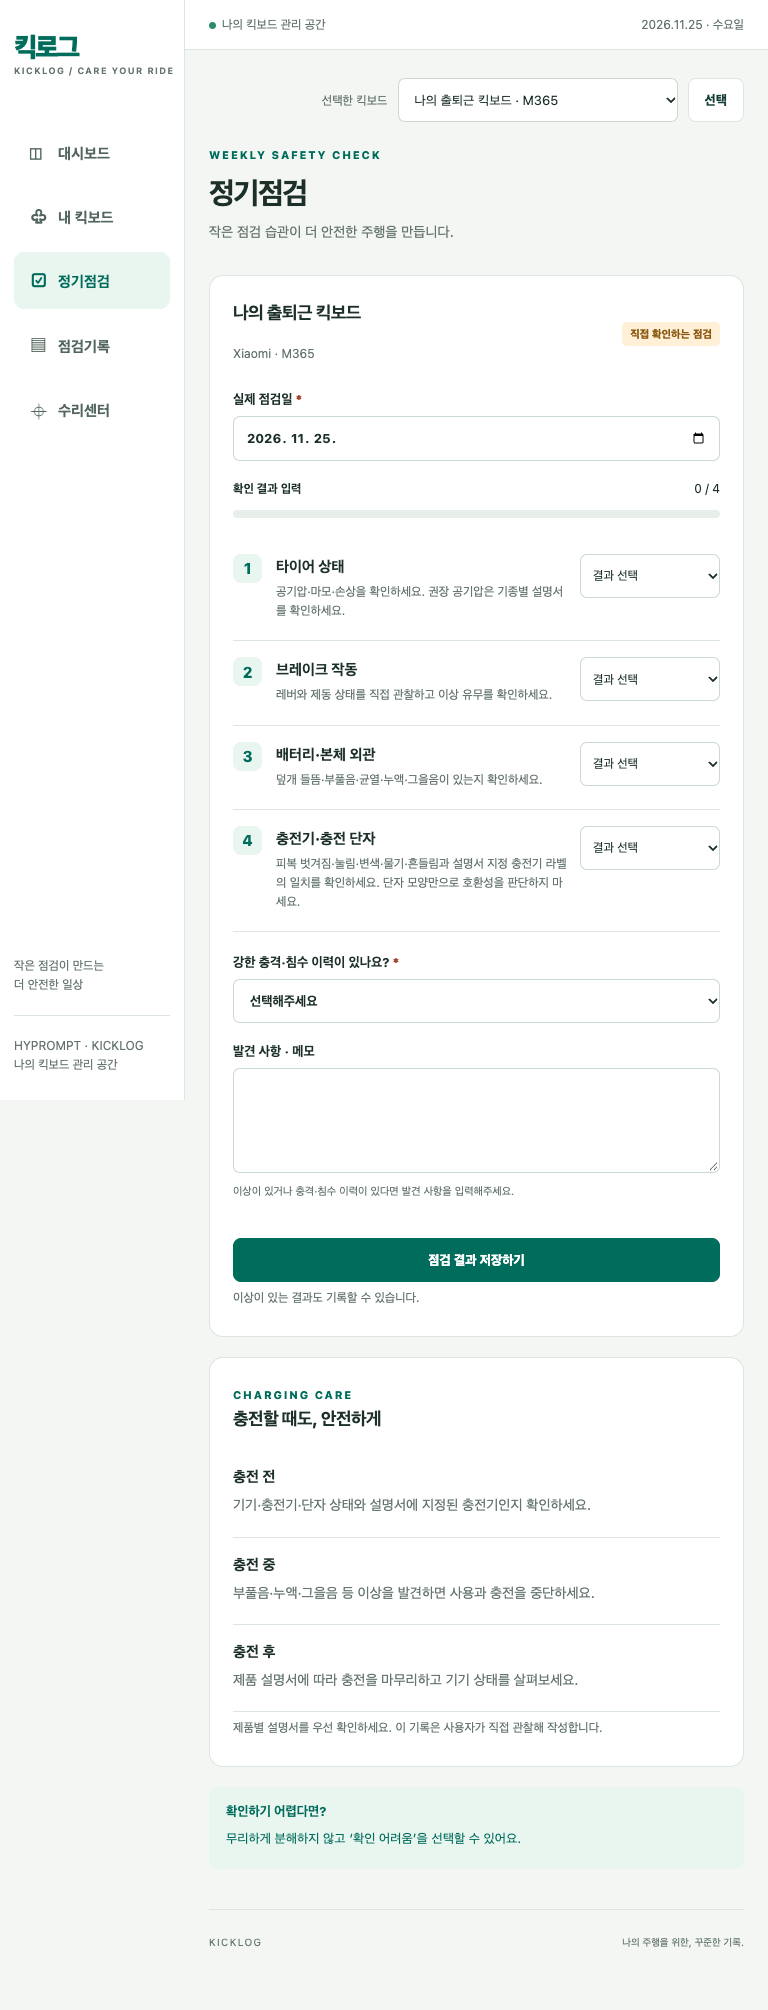 킥로그
KICKLOG / CARE YOUR RIDE
대시보드
내 킥보드
정기점검
점검기록
수리센터
작은 점검이 만드는
더 안전한 일상
HYPROMPT · KICKLOG
나의 킥보드 관리 공간
나의 킥보드 관리 공간
2026.11.25 · 수요일
선택한 킥보드
나의 출퇴근 킥보드 · M365
선택
WEEKLY SAFETY CHECK
정기점검
작은 점검 습관이 더 안전한 주행을 만듭니다.
나의 출퇴근 킥보드
Xiaomi · M365
직접 확인하는 점검
실제 점검일 *
2026. 11. 25.
확인 결과 입력
0 / 4
1
타이어 상태
공기압·마모·손상을 확인하세요. 권장 공기압은 기종별 설명서
를 확인하세요.
결과 선택
2
브레이크 작동
레버와 제동 상태를 직접 관찰하고 이상 유무를 확인하세요.
결과 선택
3
배터리·본체 외관
덮개 들뜸·부풀음·균열·누액·그을음이 있는지 확인하세요.
결과 선택
4
충전기·충전 단자
피복 벗겨짐·눌림·변색·물기·흔들림과 설명서 지정 충전기 라벨
의 일치를 확인하세요. 단자 모양만으로 호환성을 판단하지 마
세요.
결과 선택
강한 충격·침수 이력이 있나요? *
선택해주세요
발견 사항 · 메모
이상이 있거나 충격·침수 이력이 있다면 발견 사항을 입력해주세요.
점검 결과 저장하기
이상이 있는 결과도 기록할 수 있습니다.
CHARGING CARE
충전할 때도, 안전하게
충전 전
기기·충전기·단자 상태와 설명서에 지정된 충전기인지 확인하세요.
충전 중
부풀음·누액·그을음 등 이상을 발견하면 사용과 충전을 중단하세요.
충전 후
제품 설명서에 따라 충전을 마무리하고 기기 상태를 살펴보세요.
제품별 설명서를 우선 확인하세요. 이 기록은 사용자가 직접 관찰해 작성합니다.
확인하기 어렵다면?
무리하게 분해하지 않고 ‘확인 어려움’을 선택할 수 있어요.
KICKLOG
나의 주행을 위한, 꾸준한 기록.